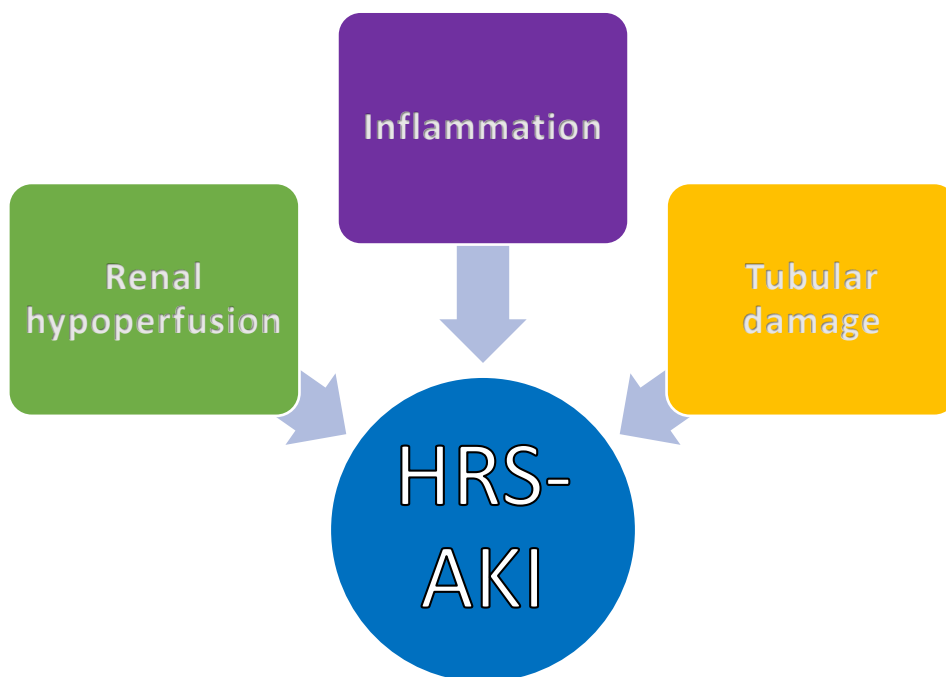 Inflammation
Renal
hypoperfusion
Tubular
damage
HRS-
AKI